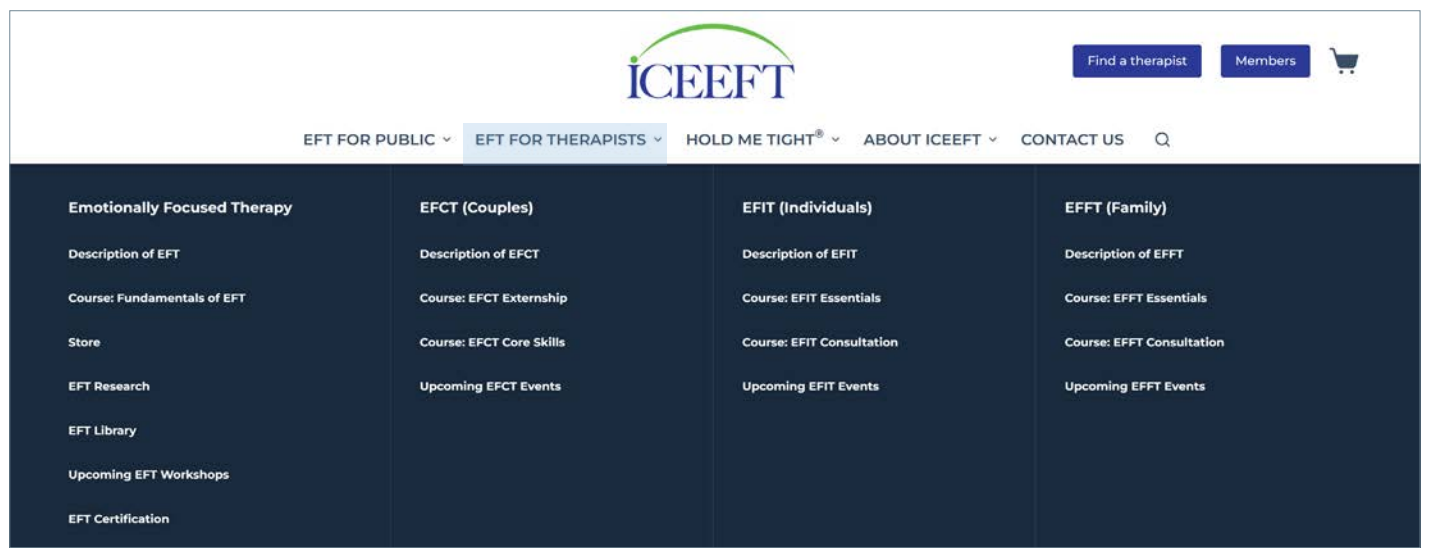 iCEEFT
Find a therapist
Members
EFT FOR PUBLIC
EFT FOR THERAPISTS
HOLD ME TIGHT®
ABOUT ICEEFT
CONTACT US
Emotionally Focused Therapy
Description of EFT
Course: Fundamentals of EFT
Store
EFT Research
EFT Library
Upcoming EFT Workshops
EFT Certification
EFCT (Couples)
Description of EFCT
Course: EFCT Externship
Course: EFCT Core Skills
Upcoming EFCT Events
EFIT (Individuals)
Description of EFIT
Course: EFIT Essentials
Course: EFIT Consultation
Upcoming EFIT Events
EFFT (Family)
Description of EFFT
Course: EFFT Essentials
Course: EFFT Consultation
Upcoming EFFT Events